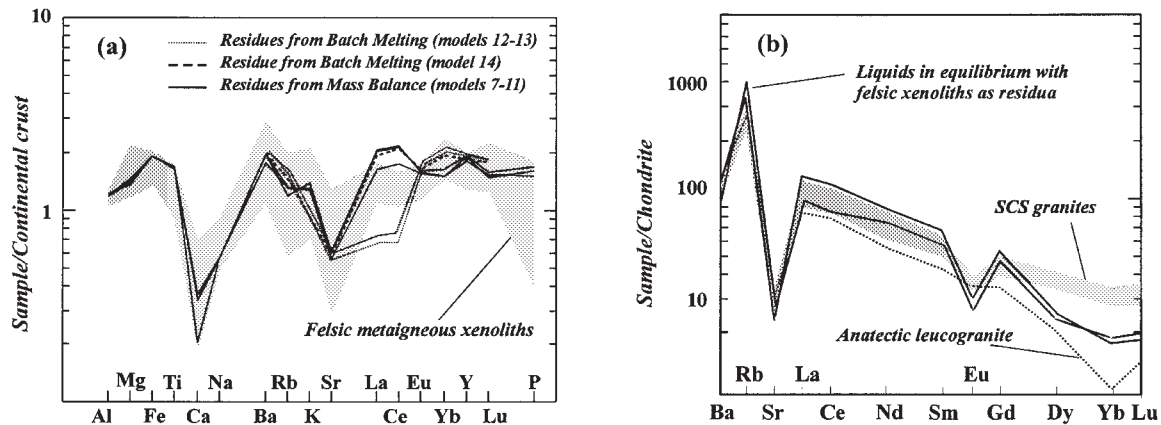 (a)
Residues from Batch Melting (models 12-13)
Residue from Batch Melting (model 14)
Residues from Mass Balance (models 7-11)
10
1
Sample/Continental crust
Felsic metaigneous xenoliths
Mg Ti Na Rb Sr La Eu Y P
Al Fe Ca Ba K Ce Yb Lu
(b)
Liquids in equilibrium with
felsic xenoliths as residua
1000
100
10
Sample/Chondrite
SCS granites
Anatectic leucogranite
Rb La Eu
Ba Sr Ce Nd Sm Gd Dy Yb Lu